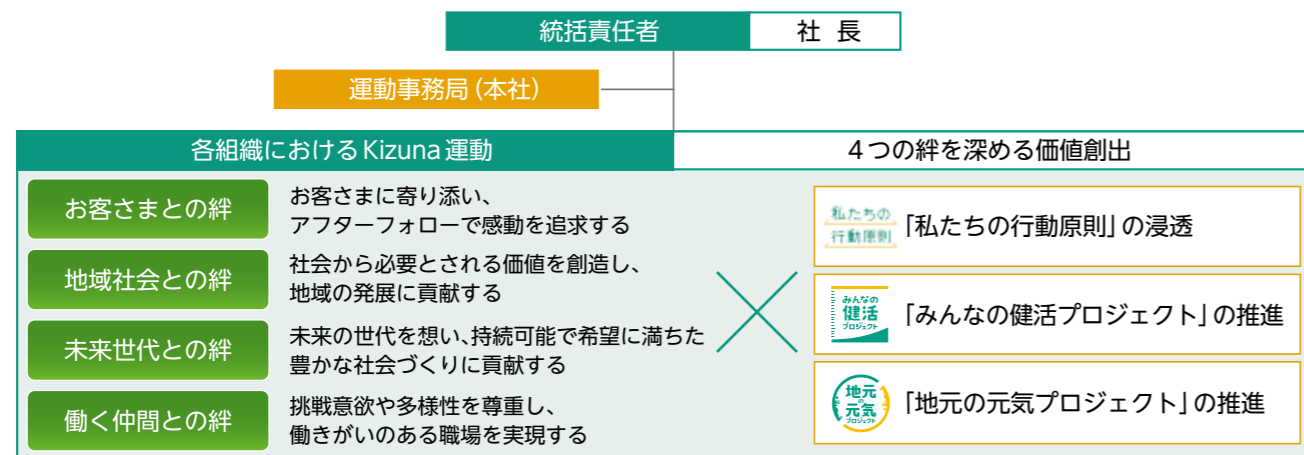 統括責任者 社 長
運動事務局（本社）
各組織におけるKizuna運動
4つの絆を深める価値創出
お客さまとの絆
お客さまに寄り添い、
アフターフォローで感動を追求する
地域社会との絆
社会から必要とされる価値を創造し、
地域の発展に貢献する
未来世代との絆
未来の世代を想い、持続可能で希望に満ちた
豊かな社会づくりに貢献する
働く仲間との絆
挑戦意欲や多様性を尊重し、
働きがいのある職場を実現する
私たちの
行動原則
「私たちの行動原則」の浸透
みんなの
健活
プロジェクト
「みんなの健活プロジェクト」の推進
地元
の
元気
プロジェクト
「地元の元気プロジェクト」の推進